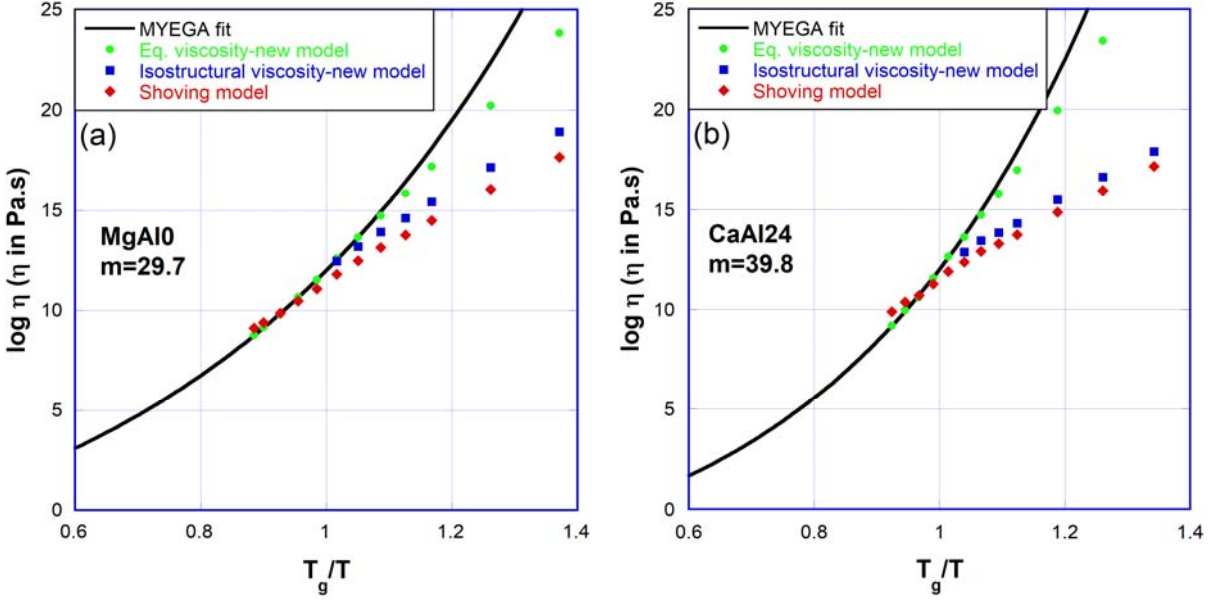 25
MYEGA fit
Eq. viscosity-new model
Isostructural viscosity-new model
Shoving model
20
(a)
15
MgAl0
m=29.7
10
5
0
0.6 0.8 1 1.2 1.4
log η (η in Pa.s)
Tg/T
25
MYEGA fit
Eq. viscosity-new model
Isostructural viscosity-new model
Shoving model
20
(b)
15
CaAl24
m=39.8
10
5
0
0.6 0.8 1 1.2 1.4
log η (η in Pa.s)
Tg/T